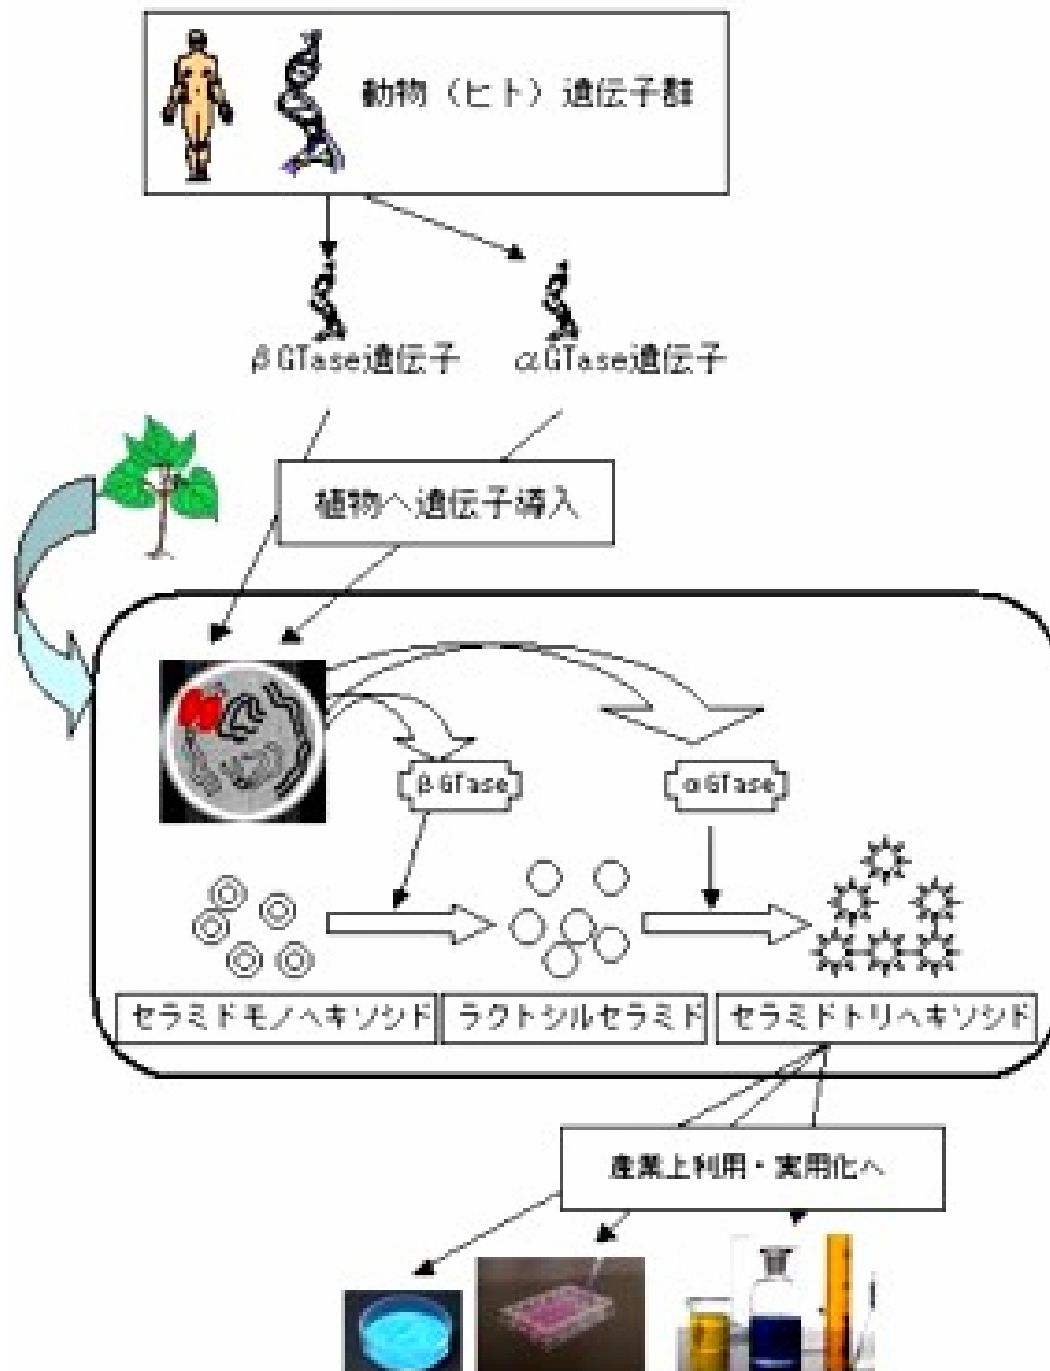 動物（ヒト）遺伝子群
βGTase遺伝子
αGTase遺伝子
植物へ遺伝子導入
βGTase
αGTase
セラミドモノヘキソシド
ラクトシルセラミド
セラミドトリヘキソシド
産業上利用・実用化へ